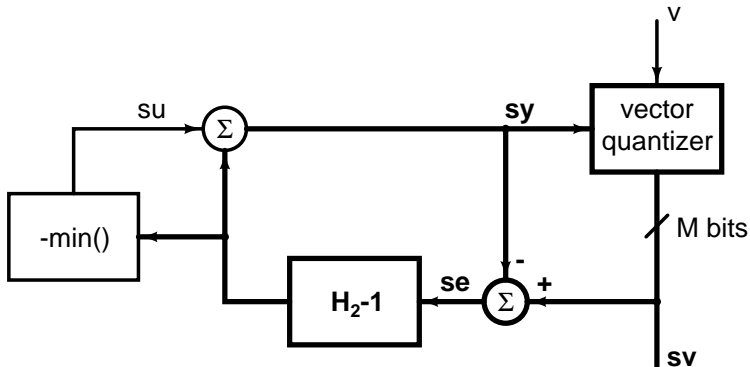 v
su
Σ
sy
vector
quantizer
-min()
M bits
-
se
+
H₂-1
Σ
sv